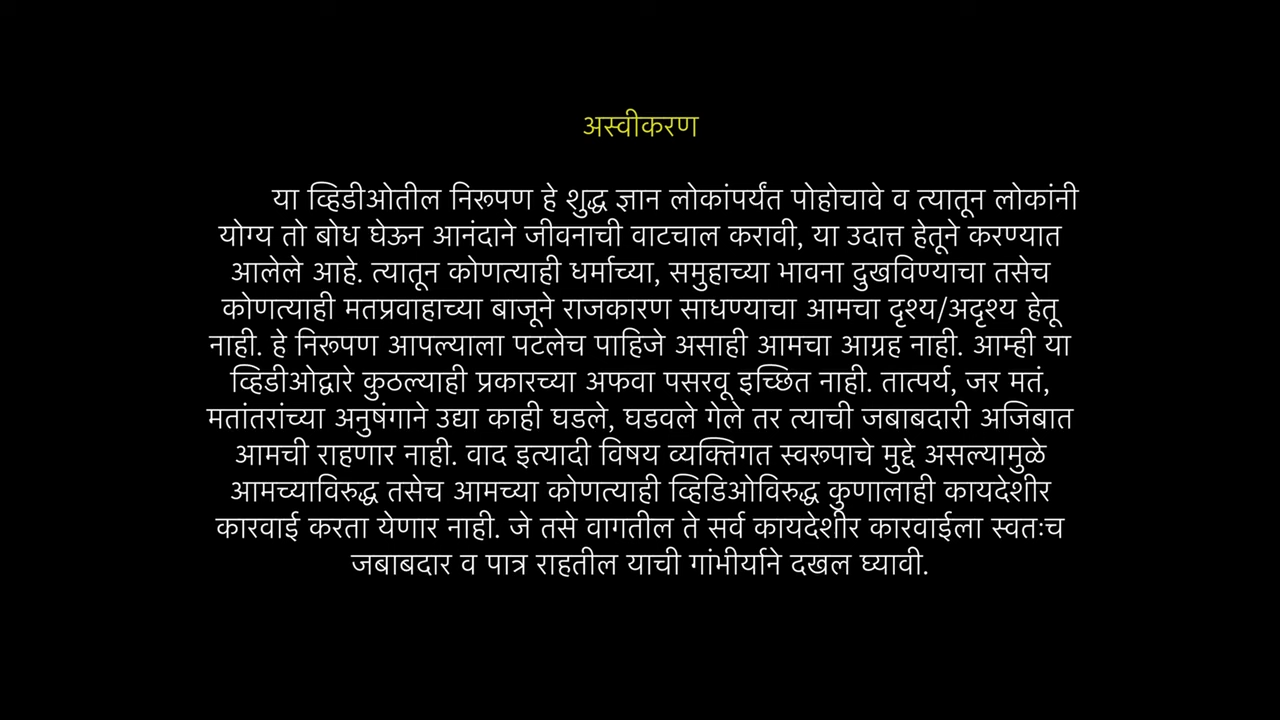 अस्वीकरण
या व्हिडीओतील निरूपण हे शुद्ध ज्ञान लोकांपर्यंत पोहोचावे व त्यातून लोकांनी
योग्य तो बोध घेऊन आनंदाने जीवनाची वाटचाल करावी, या उदात्त हेतूने करण्यात
आलेले आहे. त्यातून कोणत्याही धर्माच्या, समुहाच्या भावना दुखविण्याचा तसेच
कोणत्याही मतप्रवाहाच्या बाजूने राजकारण साधण्याचा आमचा दृश्य/अदृश्य हेतू
नाही. हे निरूपण आपल्याला पटलेच पाहिजे असाही आमचा आग्रह नाही. आम्ही या
व्हिडीओद्वारे कुठल्याही प्रकारच्या अफवा पसरवू इच्छित नाही. तात्पर्य, जर मतं,
मतांतरांच्या अनुषंगाने उद्या काही घडले, घडवले गेले तर त्याची जबाबदारी अजिबात
आमची राहणार नाही. वाद इत्यादी विषय व्यक्तिगत स्वरूपाचे मुद्दे असल्यामुळे
आमच्याविरुद्ध तसेच आमच्या कोणत्याही व्हिडिओविरुद्ध कुणालाही कायदेशीर
कारवाई करता येणार नाही. जे तसे वागतील ते सर्व कायदेशीर कारवाईला स्वतःच
जबाबदार व पात्र राहतील याची गांभीर्याने दखल घ्यावी.